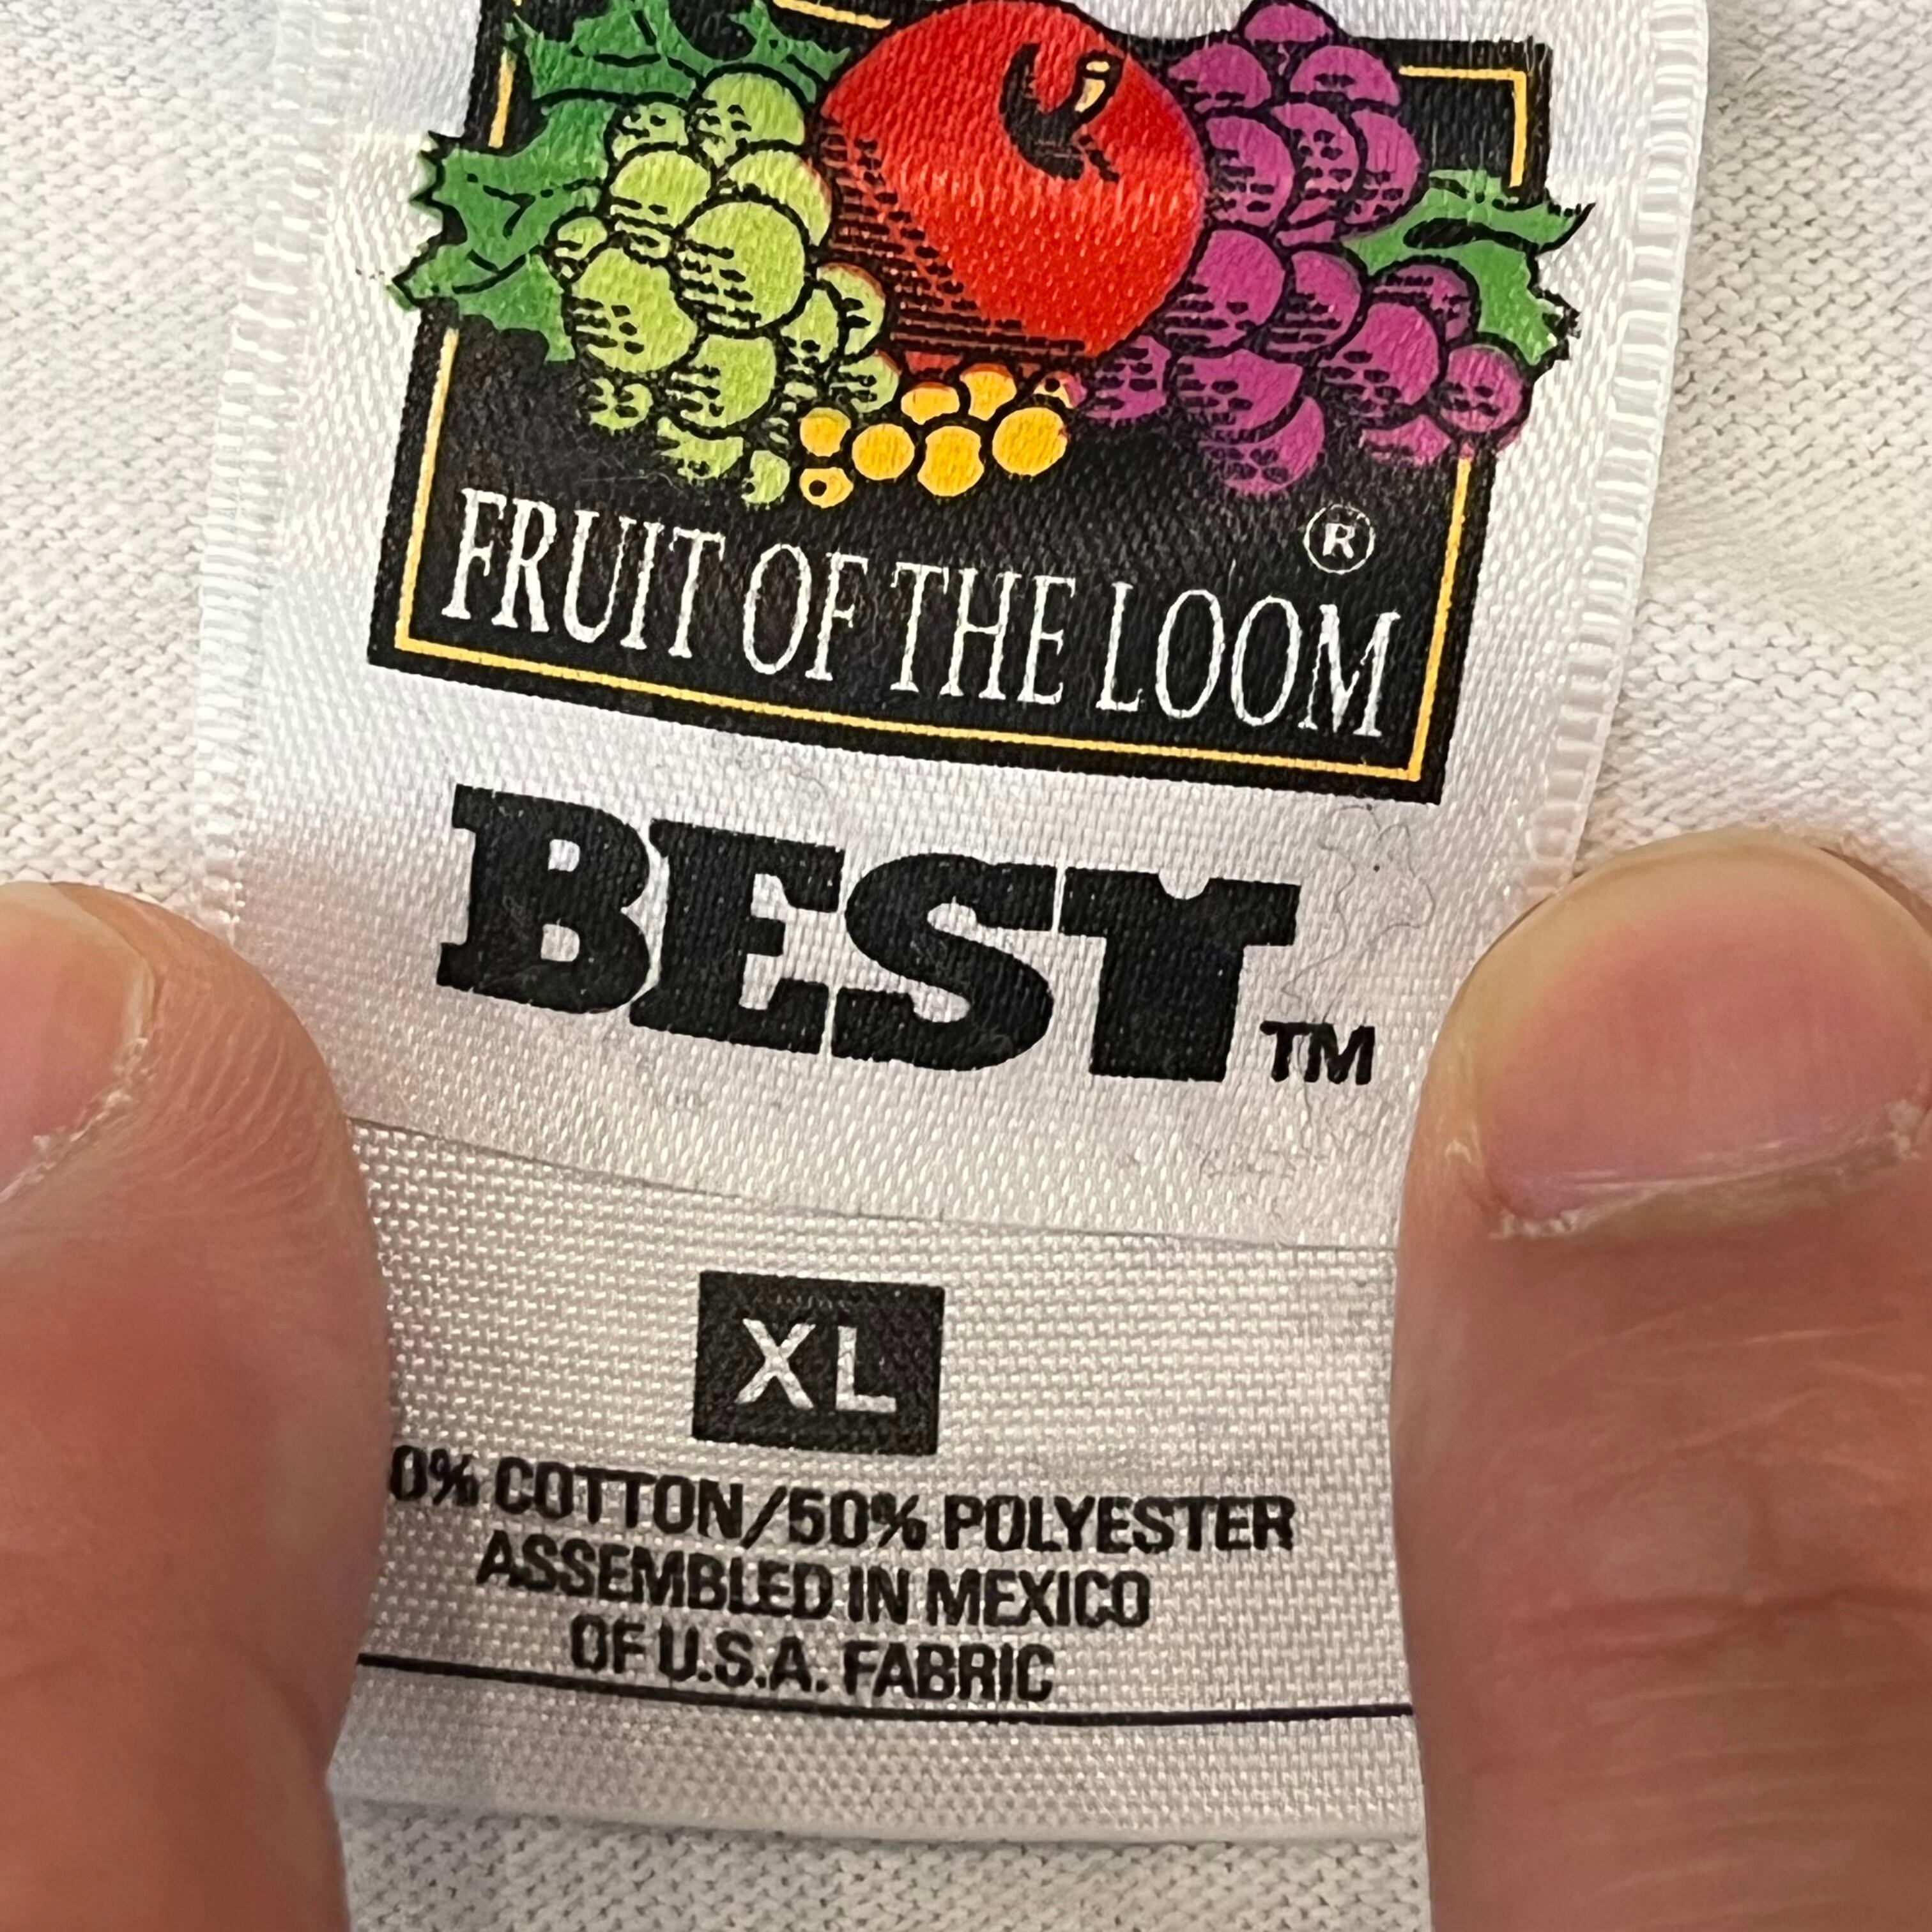 FRUIT OF THE LOOM ®
BEST TM
XL
0% COTTON/50% POLYESTER
ASSEMBLED IN MEXICO
OF U.S.A. FABRIC